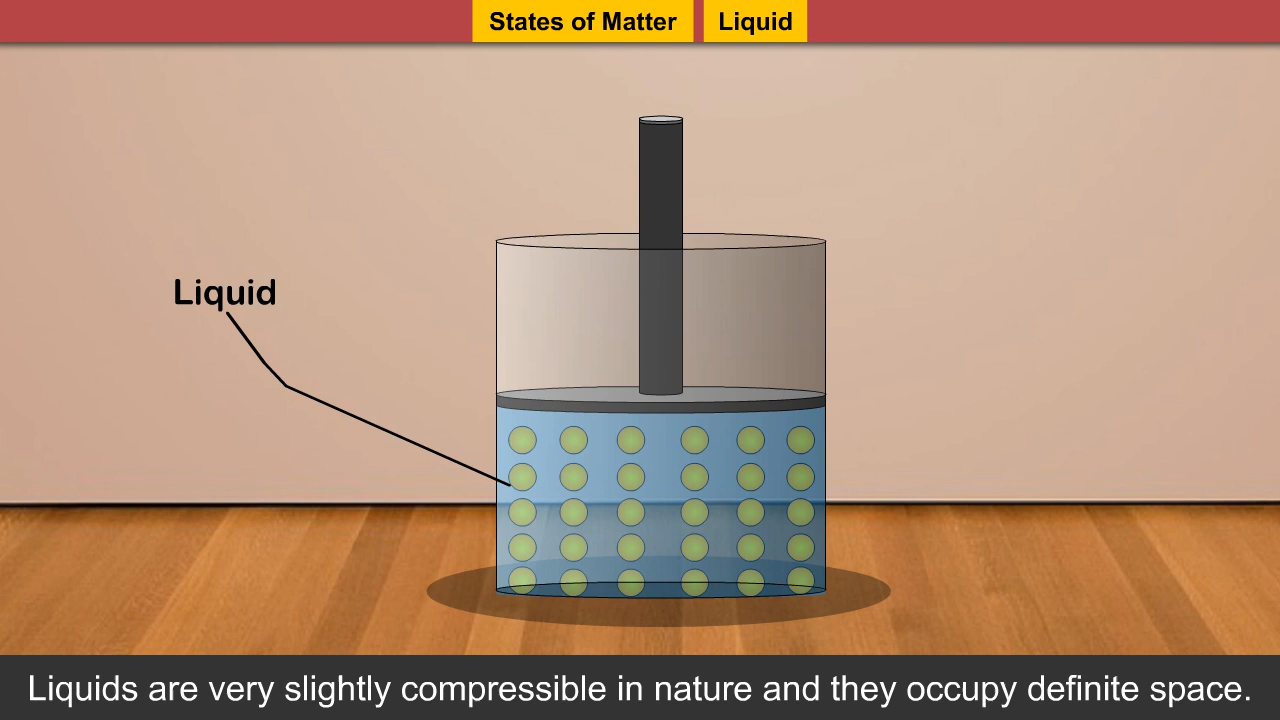 States of Matter
Liquid
Liquid
Liquids are very slightly compressible in nature and they occupy definite space.